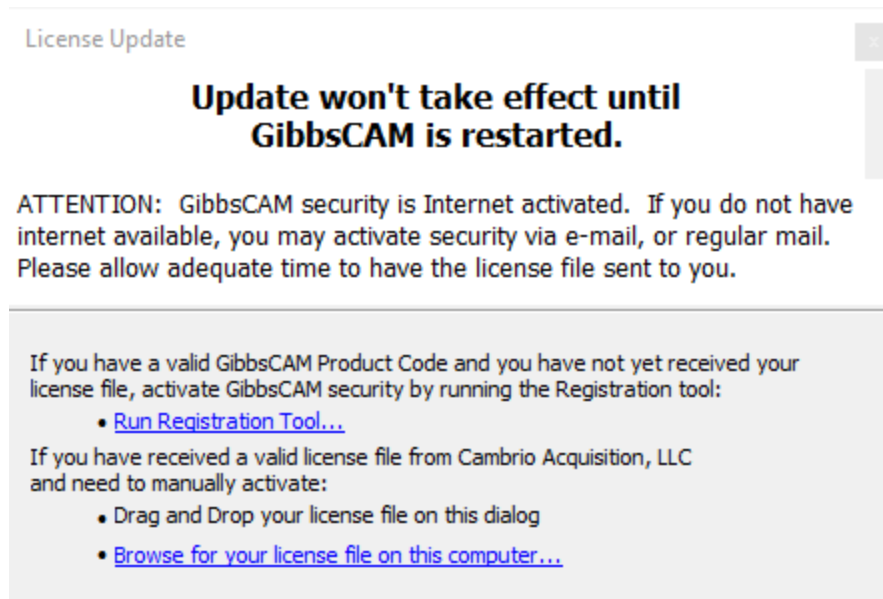 License Update
x
Update won't take effect until
GibbsCAM is restarted.
ATTENTION:  GibbsCAM security is Internet activated.  If you do not have
internet available, you may activate security via e-mail, or regular mail.
Please allow adequate time to have the license file sent to you.
If you have a valid GibbsCAM Product Code and you have not yet received your
license file, activate GibbsCAM security by running the Registration tool:
• Run Registration Tool...
If you have received a valid license file from Cambrio Acquisition, LLC
and need to manually activate:
• Drag and Drop your license file on this dialog
• Browse for your license file on this computer...